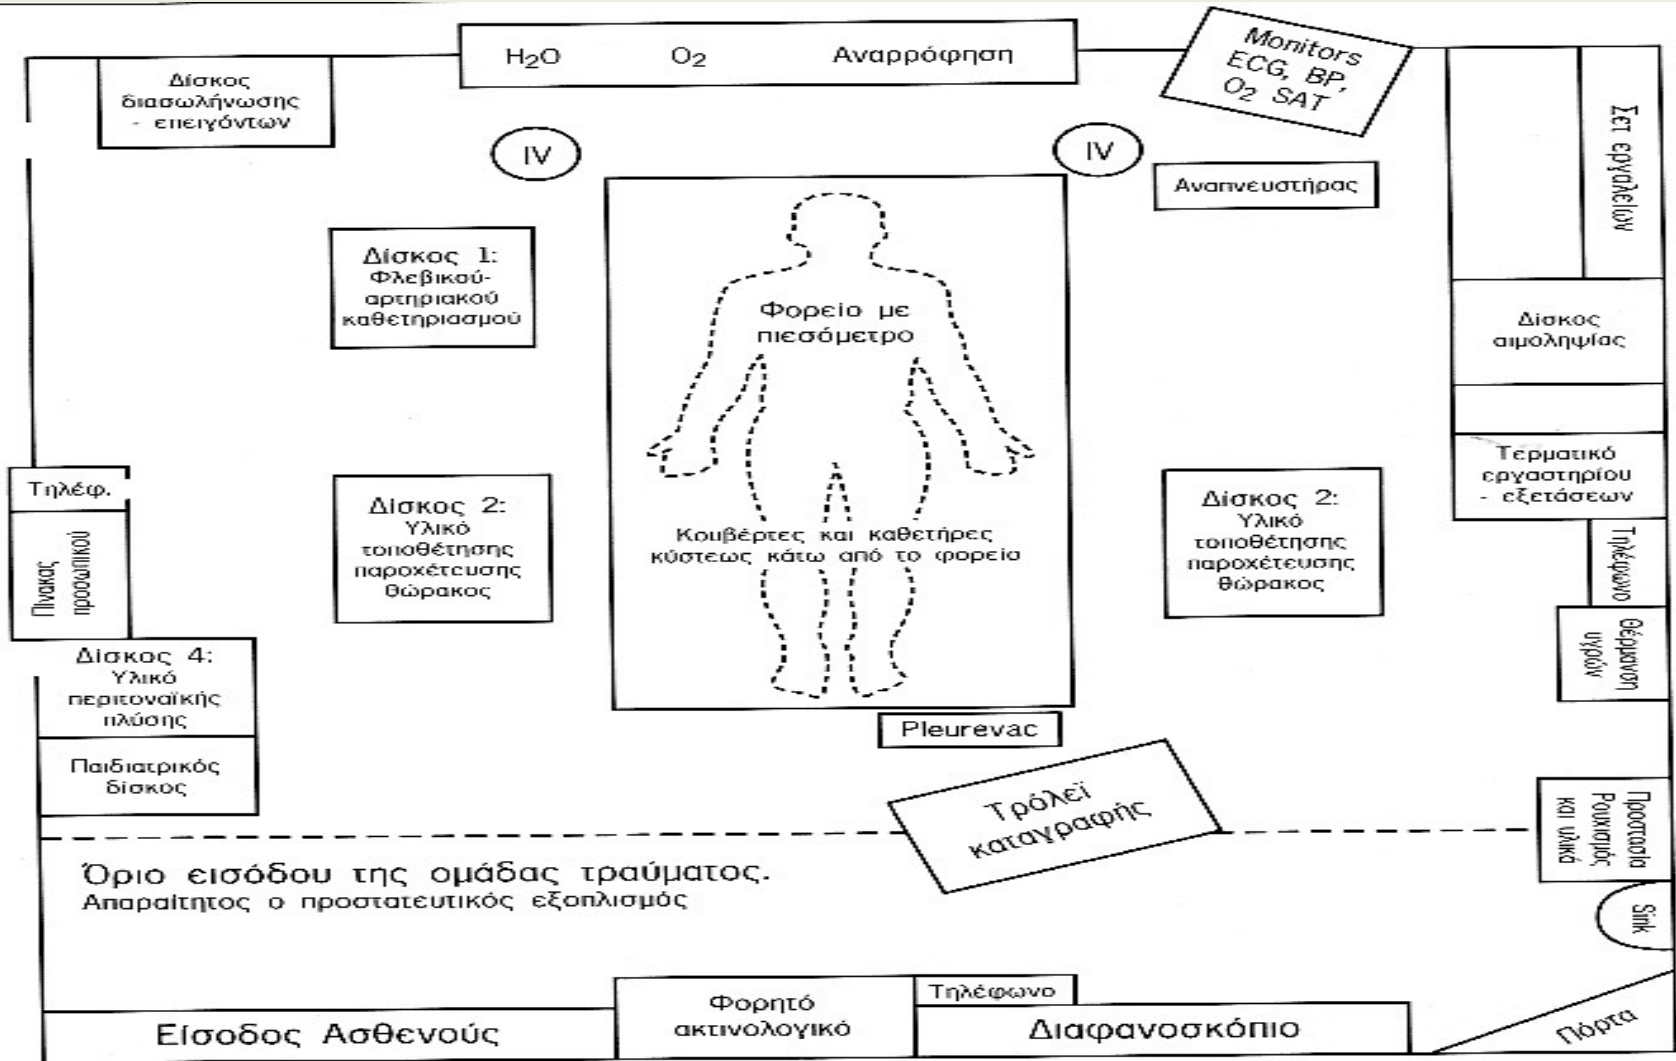 H₂O O₂ Αναρρόφηση
Monitors
ECG, BP,
O₂ SAT
Δίσκος
διασωλήνωσης
- επειγόντων
IV
IV
Αναπνευστήρας
Σετ εργαλείων
Δίσκος 1:
Φλεβικού-
αρτηριακού
καθετηριασμού
Φορείο με
πιεσόμετρο
Δίσκος
αιμοληψίας
Τερματικό
εργαστηρίου
- εξετάσεων
Τηλέφ.
Πίνακας
προσωπικού
Δίσκος 2:
Υλικό
τοποθέτησης
παροχέτευσης
θώρακος
Κουβέρτες και καθετήρες
κύστεως κάτω από το φορείο
Δίσκος 2:
Υλικό
τοποθέτησης
παροχέτευσης
θώρακος
Τηλέφωνο
Θέρμανση
υγρών
Δίσκος 4:
Υλικό
περιτοναϊκής
πλύσης
Παιδιατρικός
δίσκος
Pleurevac
Τρόλεϊ
καταγραφής
Προστασία
Ρουχισμός
και υλικά
Όριο εισόδου της ομάδας τραύματος.
Απαραίτητος ο προστατευτικός εξοπλισμός
Sink
Είσοδος Ασθενούς
Φορητό
ακτινολογικό
Τηλέφωνο
Διαφανοσκόπιο
Πόρτα